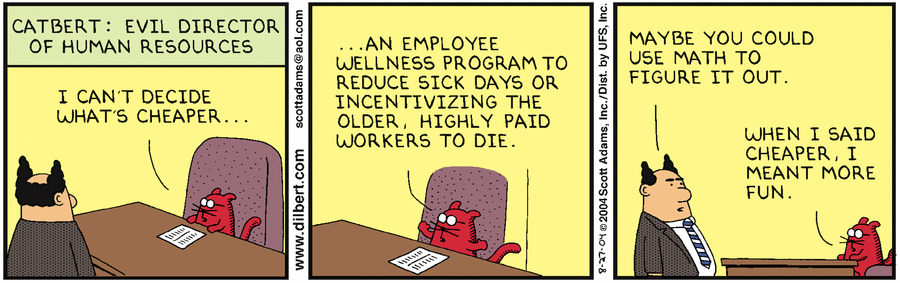 CATBERT: EVIL DIRECTOR
OF HUMAN RESOURCES
I CAN'T DECIDE
WHAT'S CHEAPER...
www.dilbert.com scottadams@aol.com
...AN EMPLOYEE
WELLNESS PROGRAM TO
REDUCE SICK DAYS OR
INCENTIVIZING THE
OLDER, HIGHLY PAID
WORKERS TO DIE.
8-27-04 © 2004 Scott Adams, Inc./Dist. by UFS, Inc.
MAYBE YOU COULD
USE MATH TO
FIGURE IT OUT.
WHEN I SAID
CHEAPER, I
MEANT MORE
FUN.